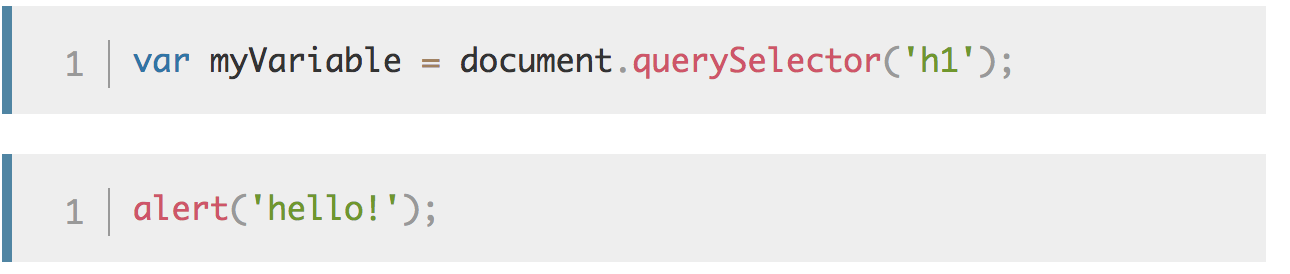 1 var myVariable = document.querySelector('h1');
1 alert('hello!');